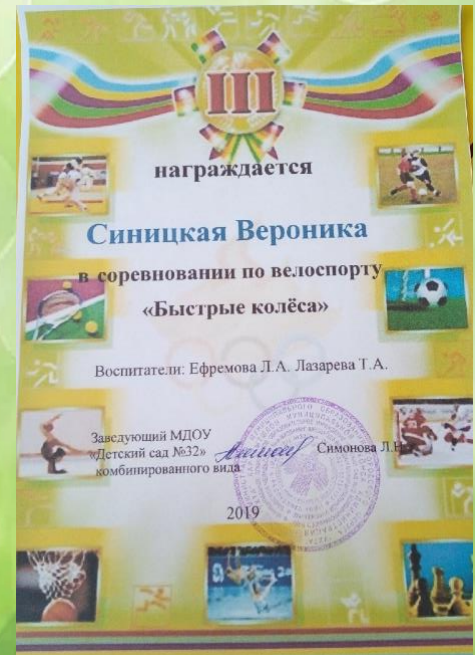 III
награждается
Синицкая Вероника
в соревновании по велоспорту
«Быстрые колёса»
Воспитатели: Ефремова Л.А. Лазарева Т.А.
Заведующий МДОУ
«Детский сад №32» Симонова Л.Н.
комбинированного вида
2019